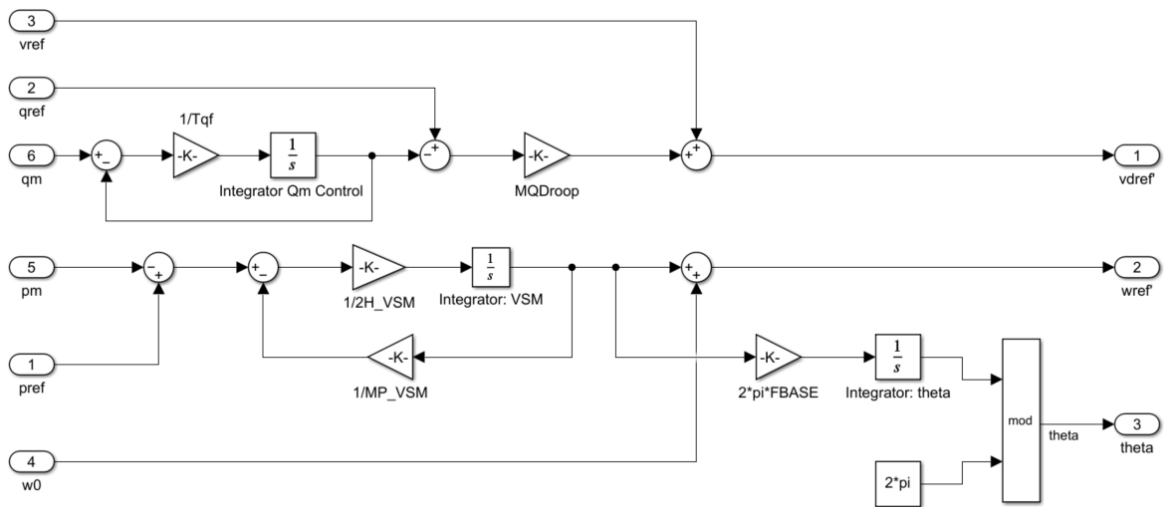 3
vref
2
qref
1/Tqf
6
qm
+
−
-K-
1
s
Integrator Qm Control
−
+
-K-
MQDroop
+
+
1
vdref'
5
pm
−
+
+
−
-K-
1/2H_VSM
1
s
Integrator: VSM
+
+
2
wref'
-K-
1/MP_VSM
1
pref
-K-
2*pi*FBASE
1
s
Integrator: theta
mod
theta
3
theta
4
w0
2*pi